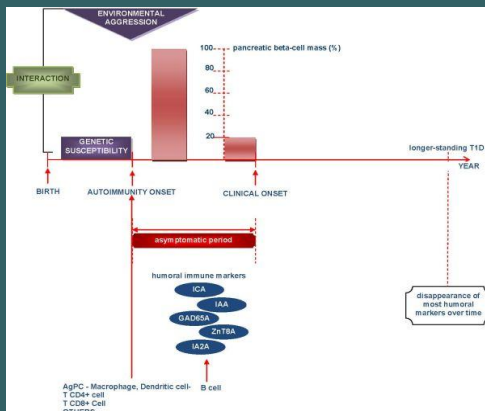 ENVIRONMENTAL
AGGRESSION
100
pancreatic beta-cell mass (%)
80
INTERACTION
60
40
20
GENETIC
SUSCEPTIBILITY
longer-standing T1D
YEAR
BIRTH
AUTOIMMUNITY ONSET
CLINICAL ONSET
asymptomatic period
humoral immune markers
ICA
IAA
GAD65A
ZnT8A
IA2A
disappearance of
most humoral
markers over time
AgPC - Macrophage, Dendritic cell-
B cell
T CD4+ cell
T CD8+ Cell
OTHERS